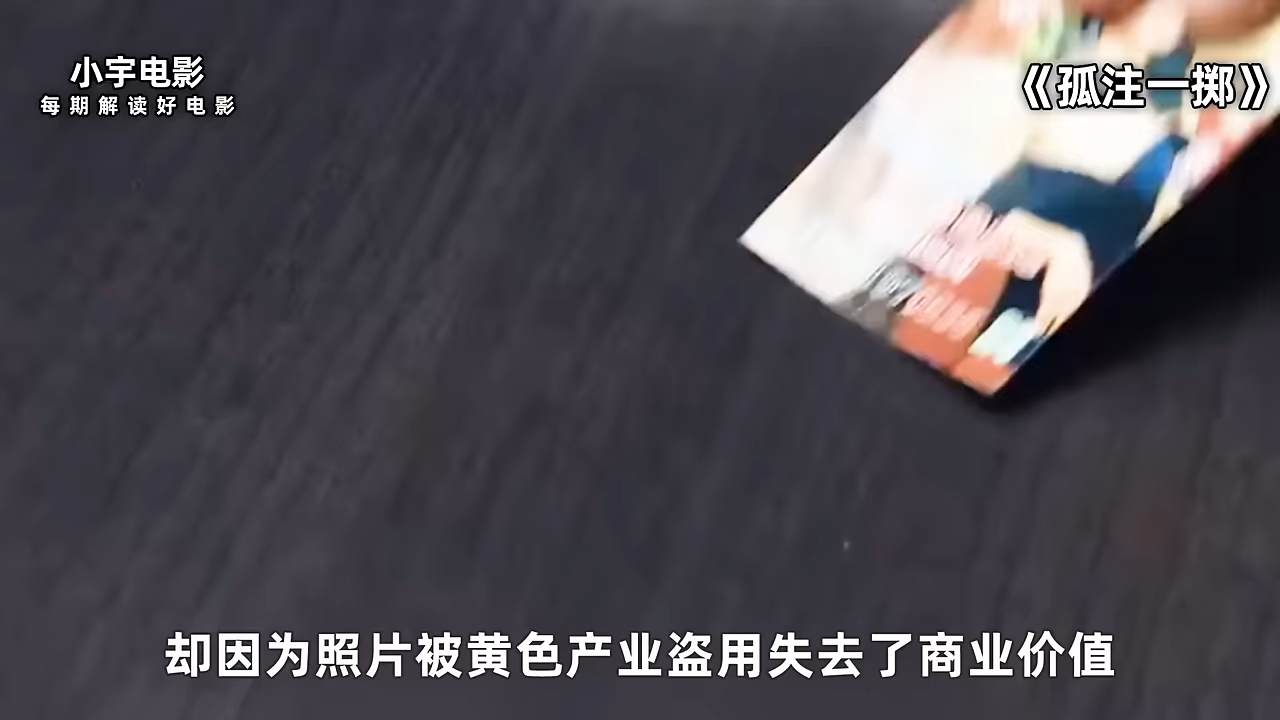 小宇电影
每期解读好电影
《孤注一掷》
却因为照片被黄色产业盗用失去了商业价值